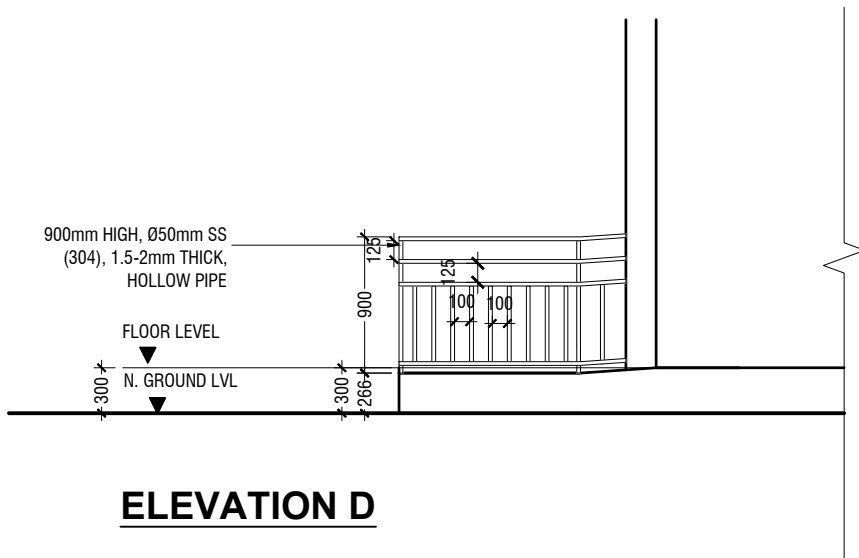 900mm HIGH, Ø50mm SS
(304), 1.5-2mm THICK,
HOLLOW PIPE
125
125
900
100
100
FLOOR LEVEL
N. GROUND LVL
300
300
266
ELEVATION D